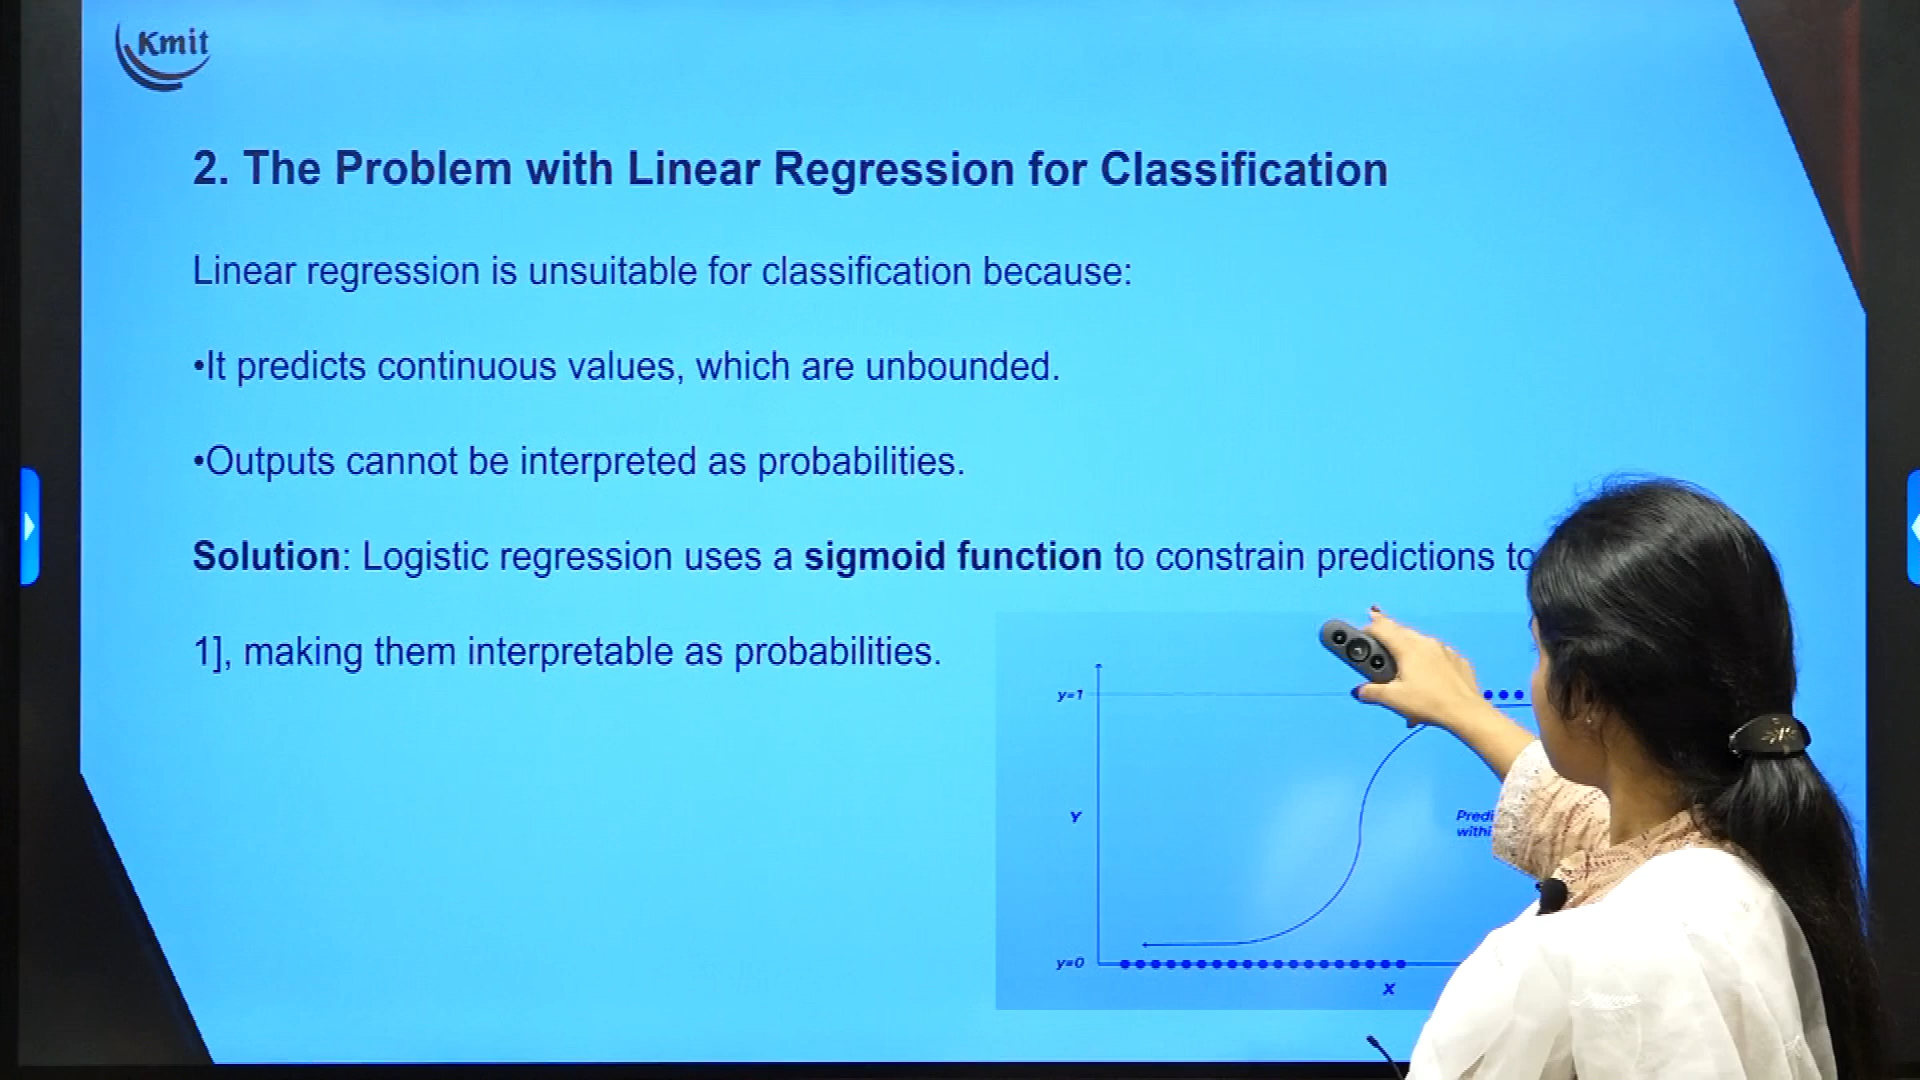 Kmit
2. The Problem with Linear Regression for Classification
Linear regression is unsuitable for classification because:
•It predicts continuous values, which are unbounded.
•Outputs cannot be interpreted as probabilities.
Solution: Logistic regression uses a sigmoid function to constrain predictions to
1], making them interpretable as probabilities.
y=1
Y
y=0
X